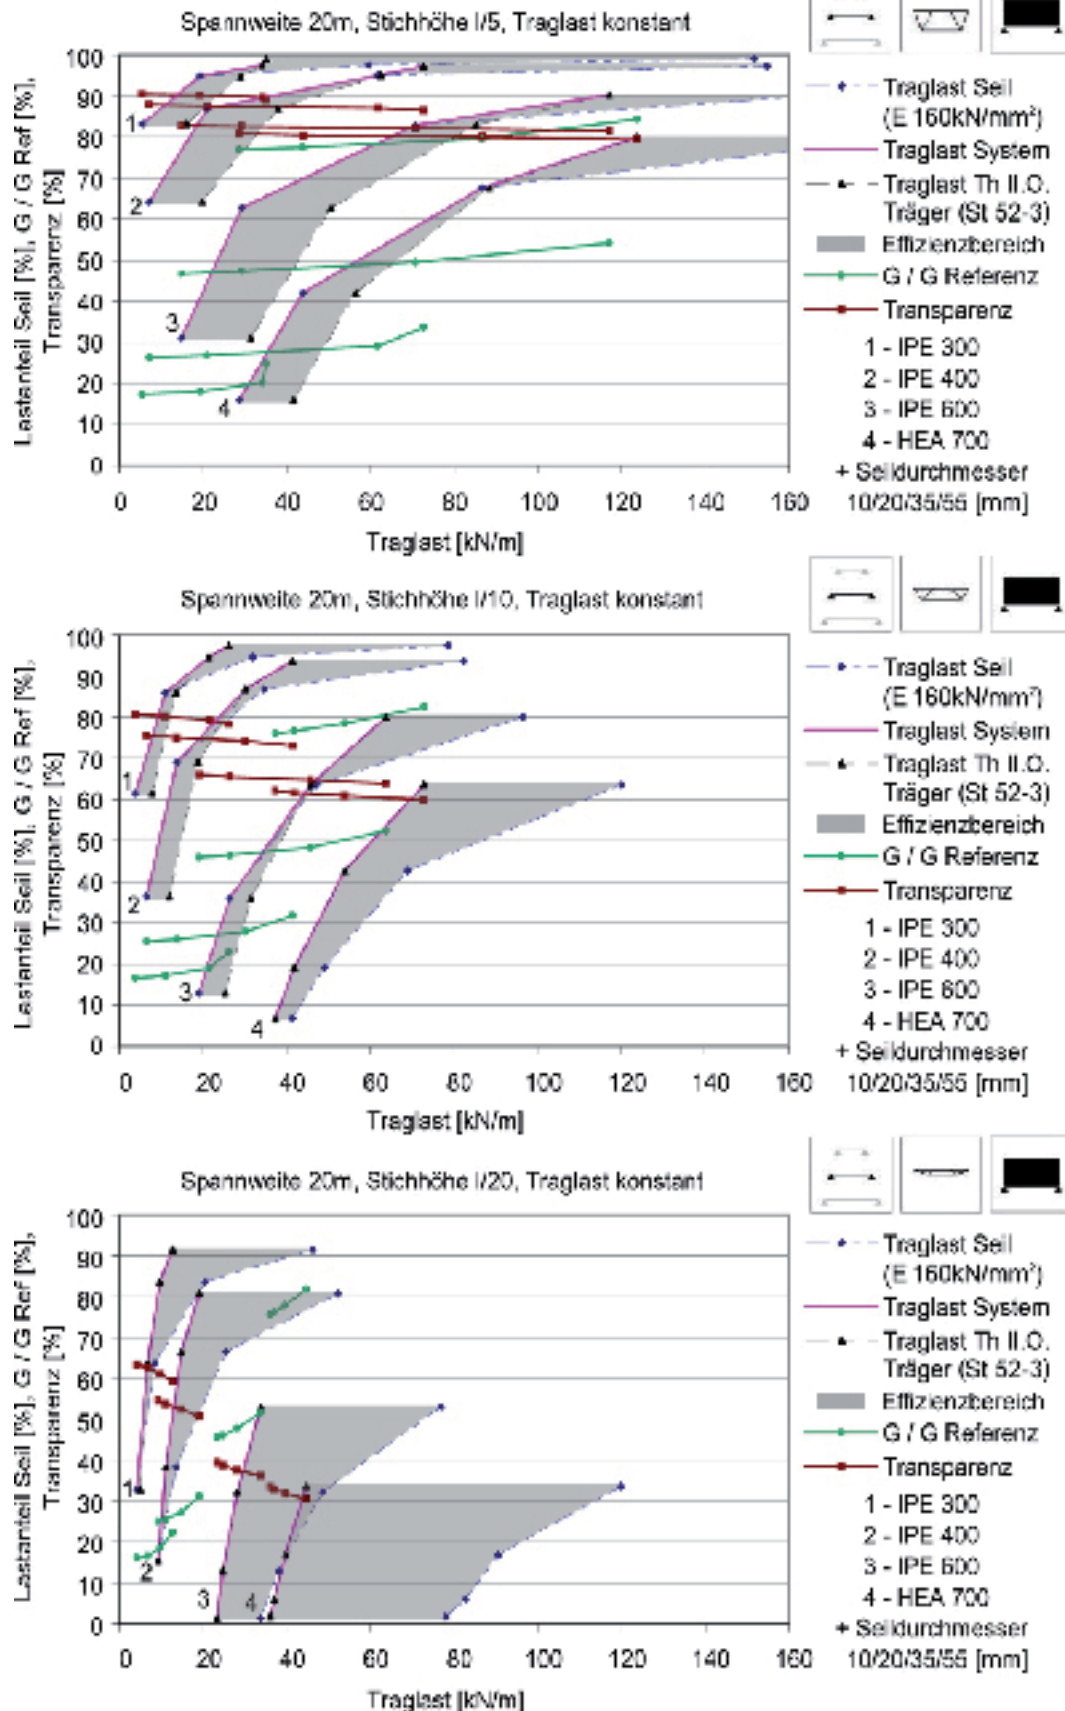 Spannweite 20m, Stichhöhe l/5, Traglast konstant
Lastanteil Seil [%], G / G Ref [%],
Transparenz [%]
100
90
80
70
60
50
40
30
20
10
0
1
2
3
4
0 20 40 60 80 100 120 140 160
Traglast [kN/m]
Traglast Seil
(E 160kN/mm²)
Traglast System
Traglast Th II.O.
Träger (St 52-3)
Effizienzbereich
G / G Referenz
Transparenz
1 - IPE 300
2 - IPE 400
3 - IPE 600
4 - HEA 700
+ Seildurchmesser
10/20/35/55 [mm]
Spannweite 20m, Stichhöhe l/10, Traglast konstant
Lastanteil Seil [%], G / G Ref [%],
Transparenz [%]
100
90
80
70
60
50
40
30
20
10
0
1
2
3
4
0 20 40 60 80 100 120 140 160
Traglast [kN/m]
Traglast Seil
(E 160kN/mm²)
Traglast System
Traglast Th II.O.
Träger (St 52-3)
Effizienzbereich
G / G Referenz
Transparenz
1 - IPE 300
2 - IPE 400
3 - IPE 600
4 - HEA 700
+ Seildurchmesser
10/20/35/55 [mm]
Spannweite 20m, Stichhöhe l/20, Traglast konstant
Lastanteil Seil [%], G / G Ref [%],
Transparenz [%]
100
90
80
70
60
50
40
30
20
10
0
1
2
3
4
0 20 40 60 80 100 120 140 160
Traglast [kN/m]
Traglast Seil
(E 160kN/mm²)
Traglast System
Traglast Th II.O.
Träger (St 52-3)
Effizienzbereich
G / G Referenz
Transparenz
1 - IPE 300
2 - IPE 400
3 - IPE 600
4 - HEA 700
+ Seildurchmesser
10/20/35/55 [mm]